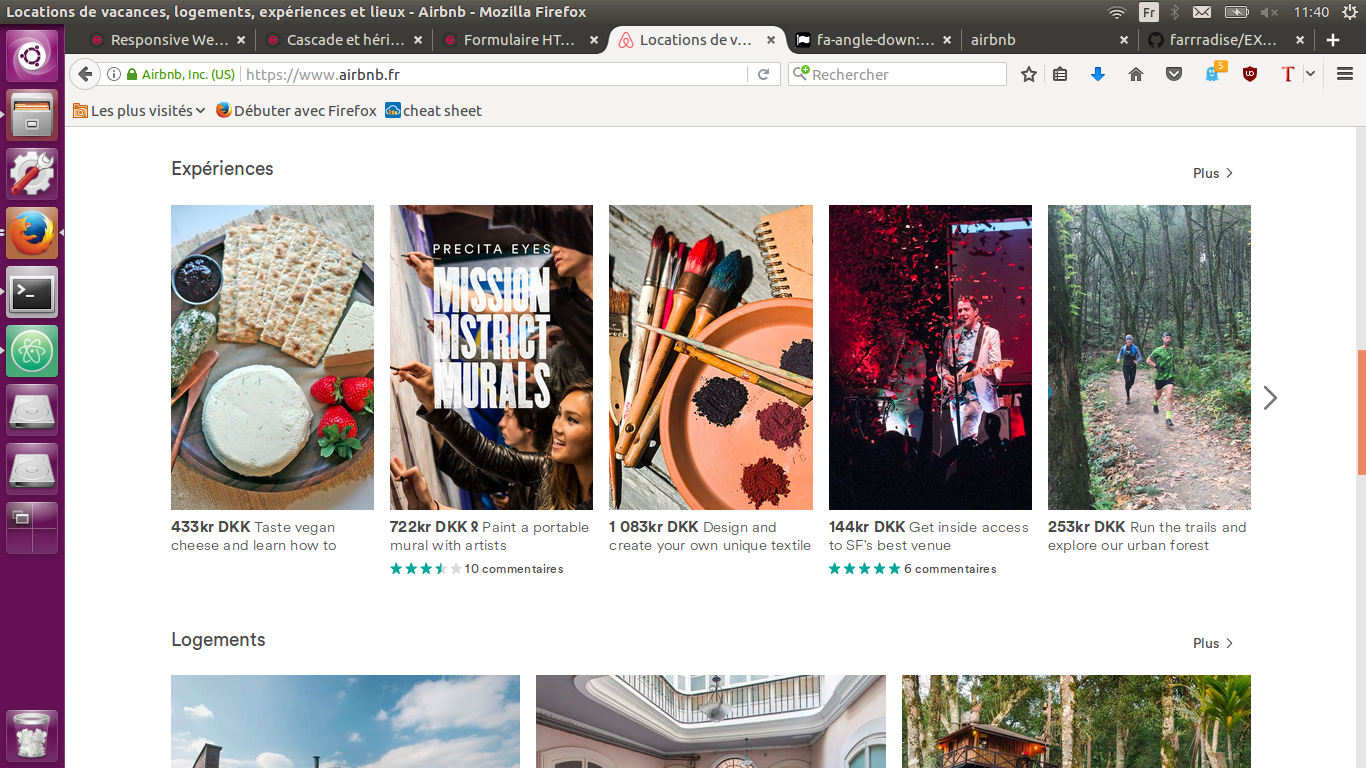 Locations de vacances, logements, expériences et lieux - Airbnb - Mozilla Firefox
Fr
11:40
Responsive We...
Cascade et héri...
Formulaire HT...
Locations de v...
fa-angle-down:...
airbnb
farrradise/EX...
Airbnb, Inc. (US)
https://www.airbnb.fr
Rechercher
5
Les plus visités
Débuter avec Firefox
cheat sheet
Expériences
Plus
PRECITA EYES
MISSION
DISTRICT
MURALS
433kr DKK Taste vegan
cheese and learn how to
722kr DKK Paint a portable
mural with artists
10 commentaires
1 083kr DKK Design and
create your own unique textile
144kr DKK Get inside access
to SF's best venue
6 commentaires
253kr DKK Run the trails and
explore our urban forest
Logements
Plus